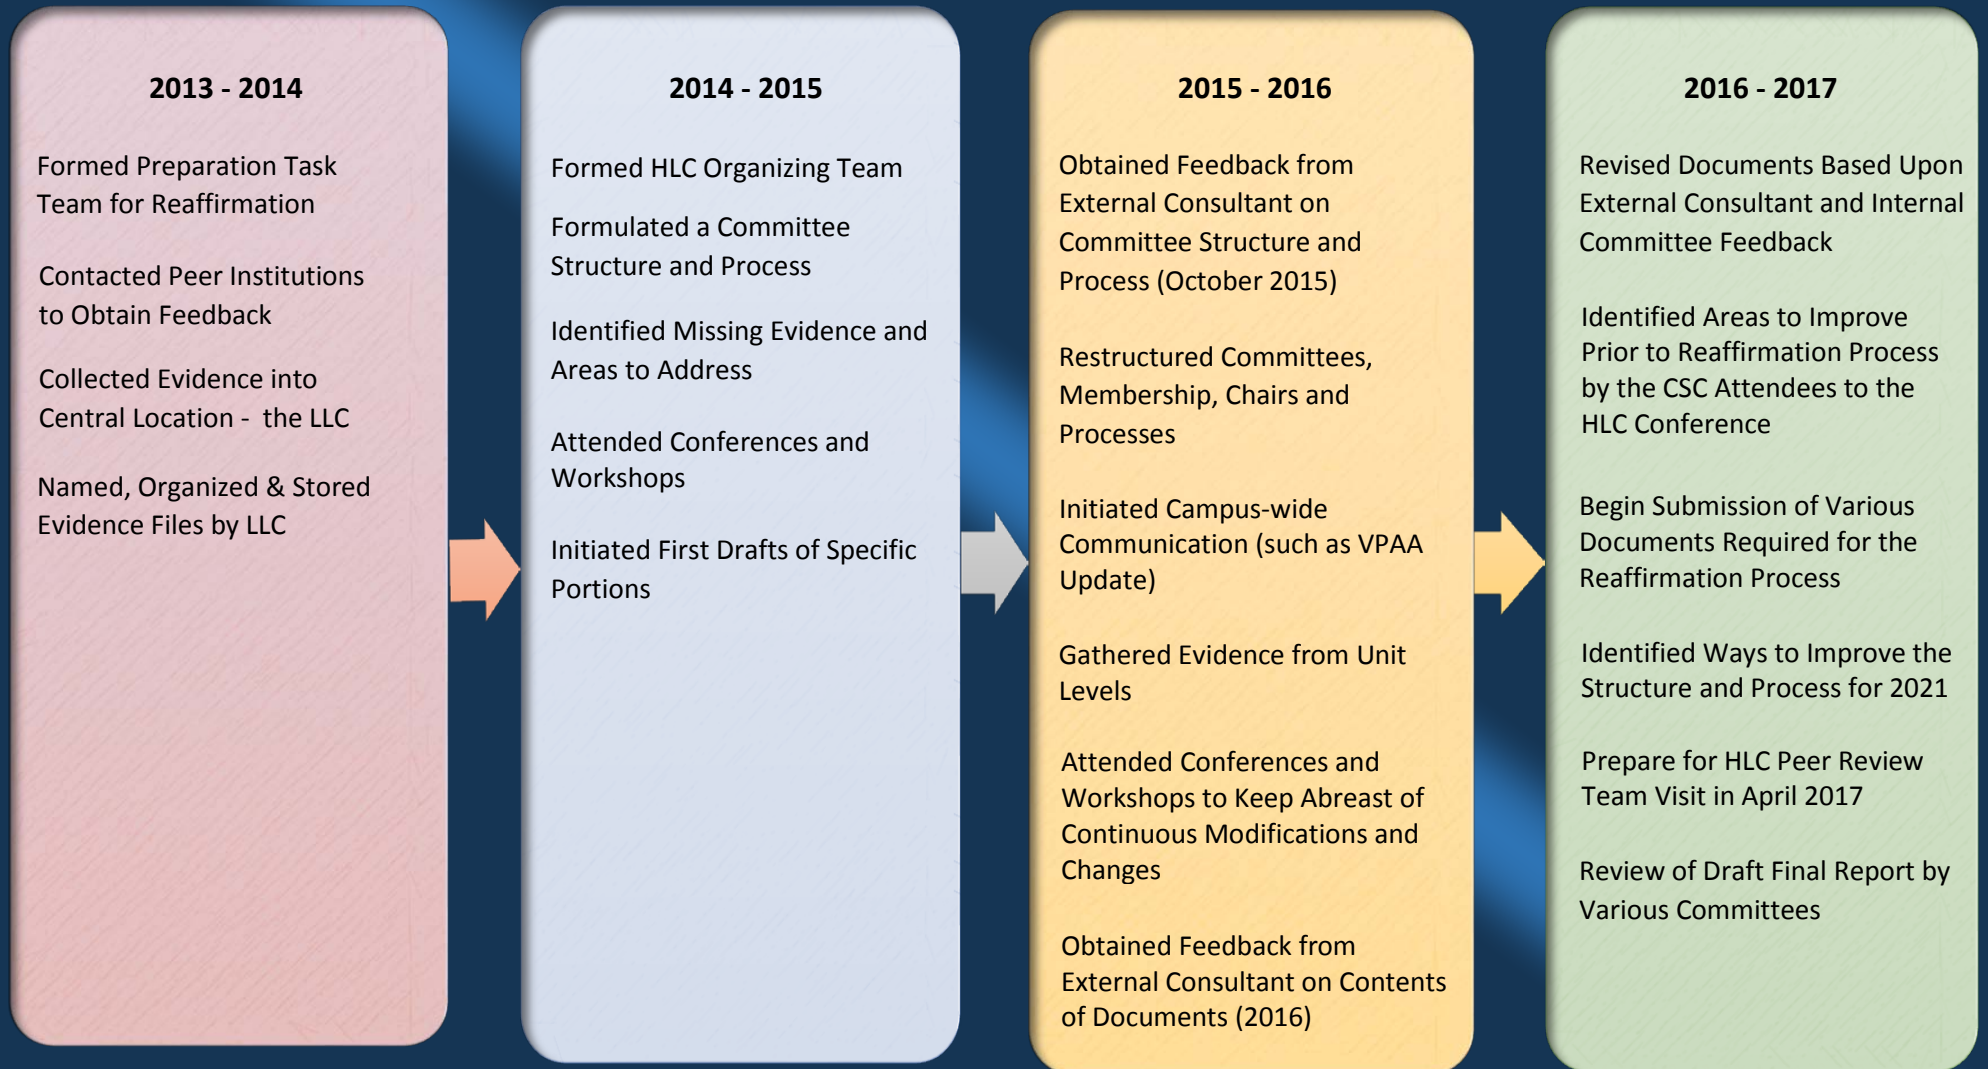 2013 - 2014
Formed Preparation Task
Team for Reaffirmation
Contacted Peer Institutions
to Obtain Feedback
Collected Evidence into
Central Location -  the LLC
Named, Organized & Stored
Evidence Files by LLC
2014 - 2015
Formed HLC Organizing Team
Formulated a Committee
Structure and Process
Identified Missing Evidence and
Areas to Address
Attended Conferences and
Workshops
Initiated First Drafts of Specific
Portions
2015 - 2016
Obtained Feedback from
External Consultant on
Committee Structure and
Process (October 2015)
Restructured Committees,
Membership, Chairs and
Processes
Initiated Campus-wide
Communication (such as VPAA
Update)
Gathered Evidence from Unit
Levels
Attended Conferences and
Workshops to Keep Abreast of
Continuous Modifications and
Changes
Obtained Feedback from
External Consultant on Contents
of Documents (2016)
2016 - 2017
Revised Documents Based Upon
External Consultant and Internal
Committee Feedback
Identified Areas to Improve
Prior to Reaffirmation Process
by the CSC Attendees to the
HLC Conference
Begin Submission of Various
Documents Required for the
Reaffirmation Process
Identified Ways to Improve the
Structure and Process for 2021
Prepare for HLC Peer Review
Team Visit in April 2017
Review of Draft Final Report by
Various Committees